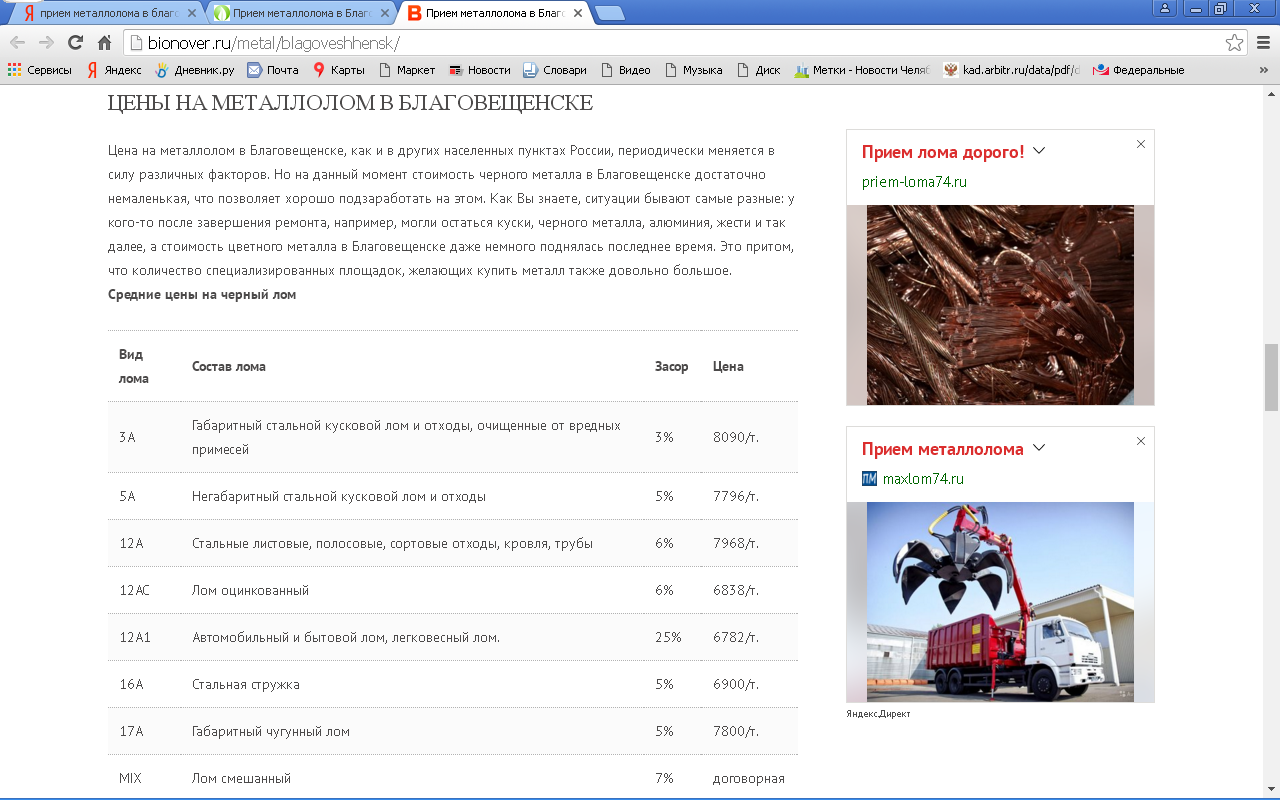 прием металлолома в благо
Прием металлолома в Благ
Прием металлолома в Благ
bionover.ru/metal/blagoveshhensk/
Сервисы Яндекс Дневник.ру Почта Карты Маркет Новости Словари Видео Музыка Диск Метки - Новости Челяб kad.arbitr.ru/data/pdf/d Федеральные »
ЦЕНЫ НА МЕТАЛЛОЛОМ В БЛАГОВЕЩЕНСКЕ
Цена на металлолом в Благовещенске, как и в других населенных пунктах России, периодически меняется в
силу различных факторов. Но на данный момент стоимость черного металла в Благовещенске достаточно
немаленькая, что позволит хорошо подзаработать на этом. Как Вы знаете, ситуации бывают самые разные: у
кого-то после завершения ремонта, например, могли остаться куски, черного металла, алюминия, жести и так
далее, а стоимость цветного металла в Благовещенске даже немного поднялась последнее время. Это притом,
что количество специализированных площадок, желающих купить металл также довольно большое.
Средние цены на черный лом
Вид
лома
Состав лома Засор Цена
3А Габаритный стальной кусковой лом и отходы, очищенные от вредных
примесей 3% 8090/т.
5А Негабаритный стальной кусковой лом и отходы 5% 7796/т.
12А Стальные листовые, полосовые, сортовые отходы, кровля, трубы 6% 7968/т.
12АС Лом оцинкованный 6% 6838/т.
12А1 Автомобильный и бытовой лом, легковесный лом. 25% 6782/т.
16А Стальная стружка 5% 6900/т.
17А Габаритный чугунный лом 5% 7800/т.
MIX Лом смешанный 7% договорная
Прием лома дорого!
priem-loma74.ru
Прием металлолома
ПМ maxlom74.ru
Яндекс.Директ